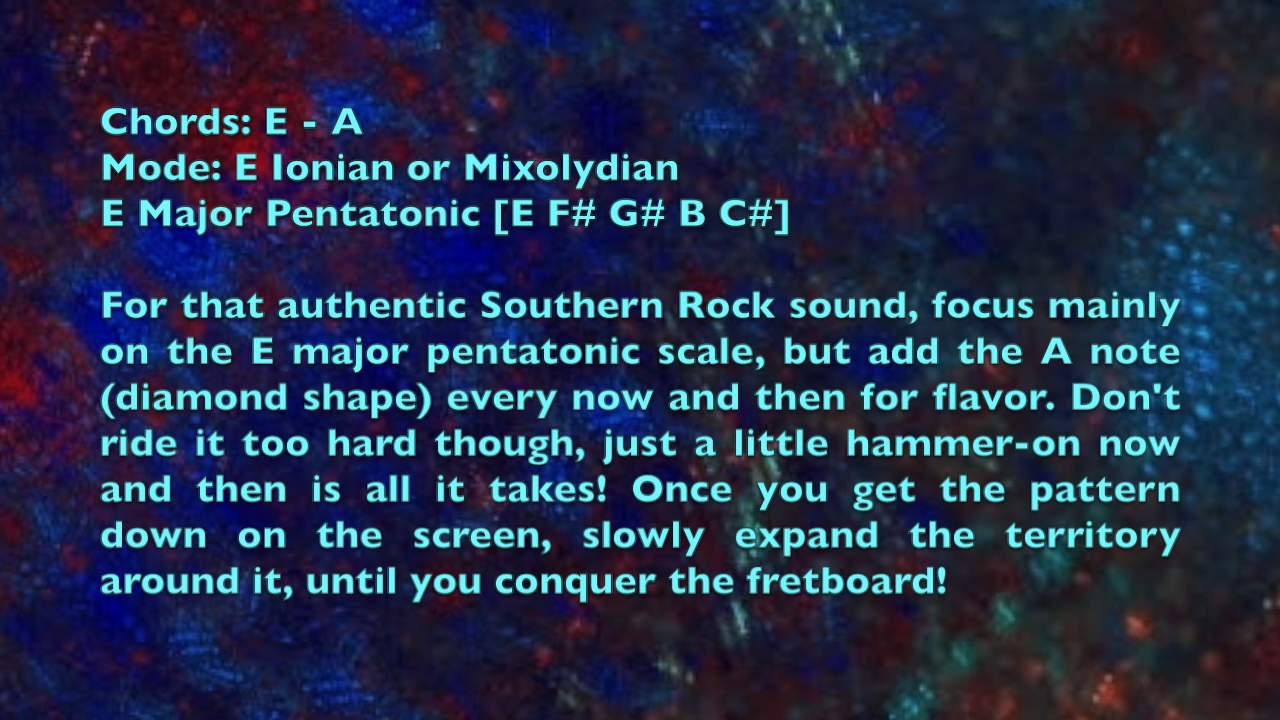 Chords: E - A
Mode: E Ionian or Mixolydian
E Major Pentatonic [E F# G# B C#]
For that authentic Southern Rock sound, focus mainly
on the E major pentatonic scale, but add the A note
(diamond shape) every now and then for flavor. Don't
ride it too hard though, just a little hammer-on now
and then is all it takes! Once you get the pattern
down on the screen, slowly expand the territory
around it, until you conquer the fretboard!